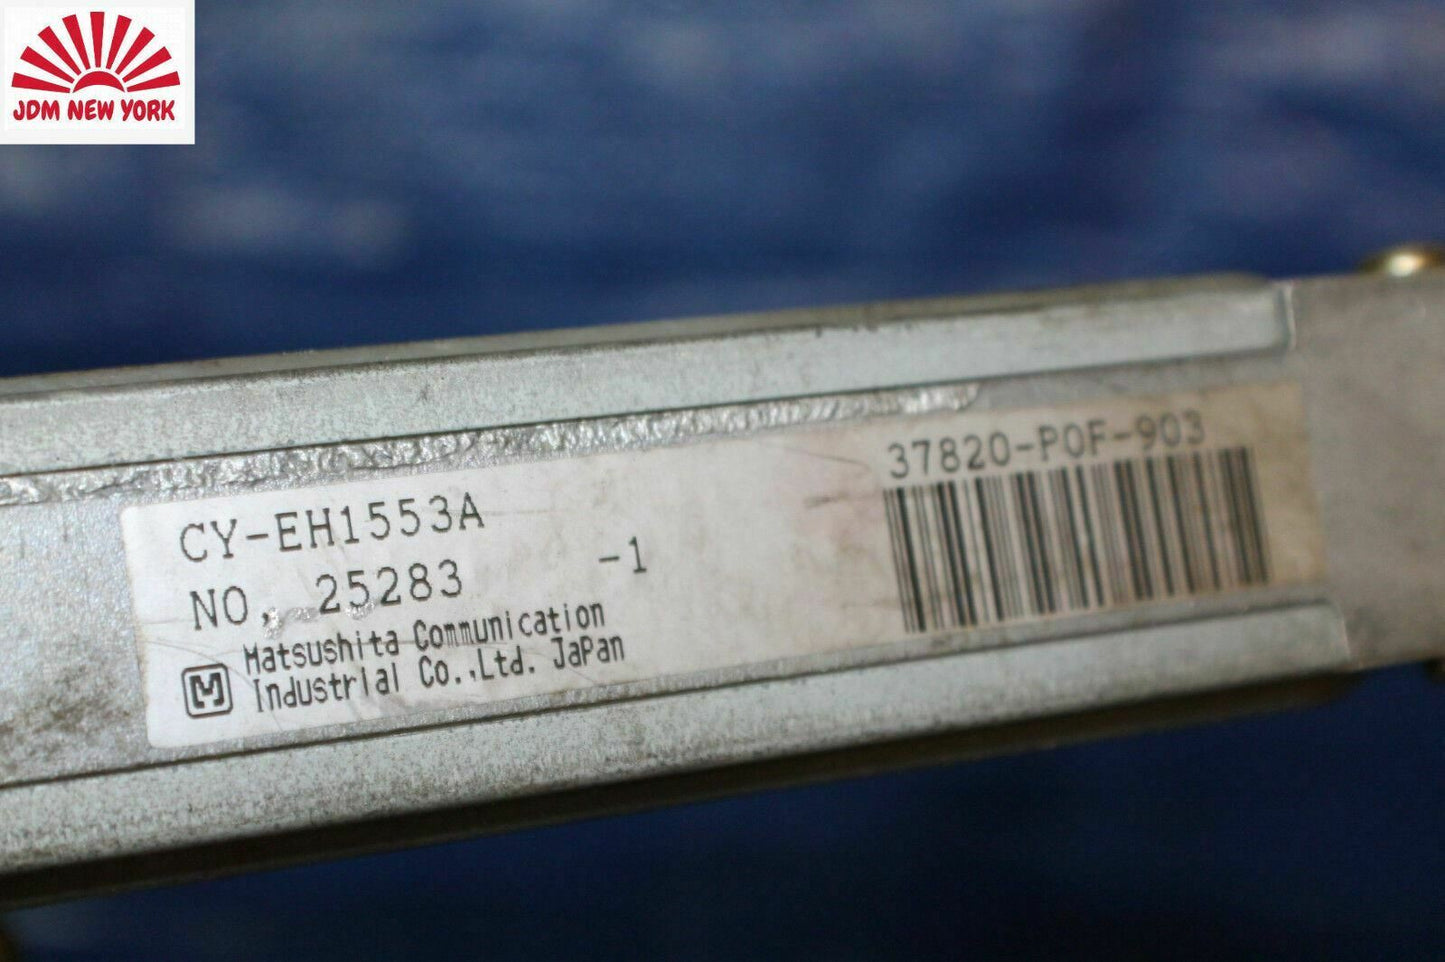 JDM NEW YORK
37820-P0F-903
CY-EH1553A
NO. 25283 -1
M Matsushita Communication
Industrial Co.,Ltd. JaPan